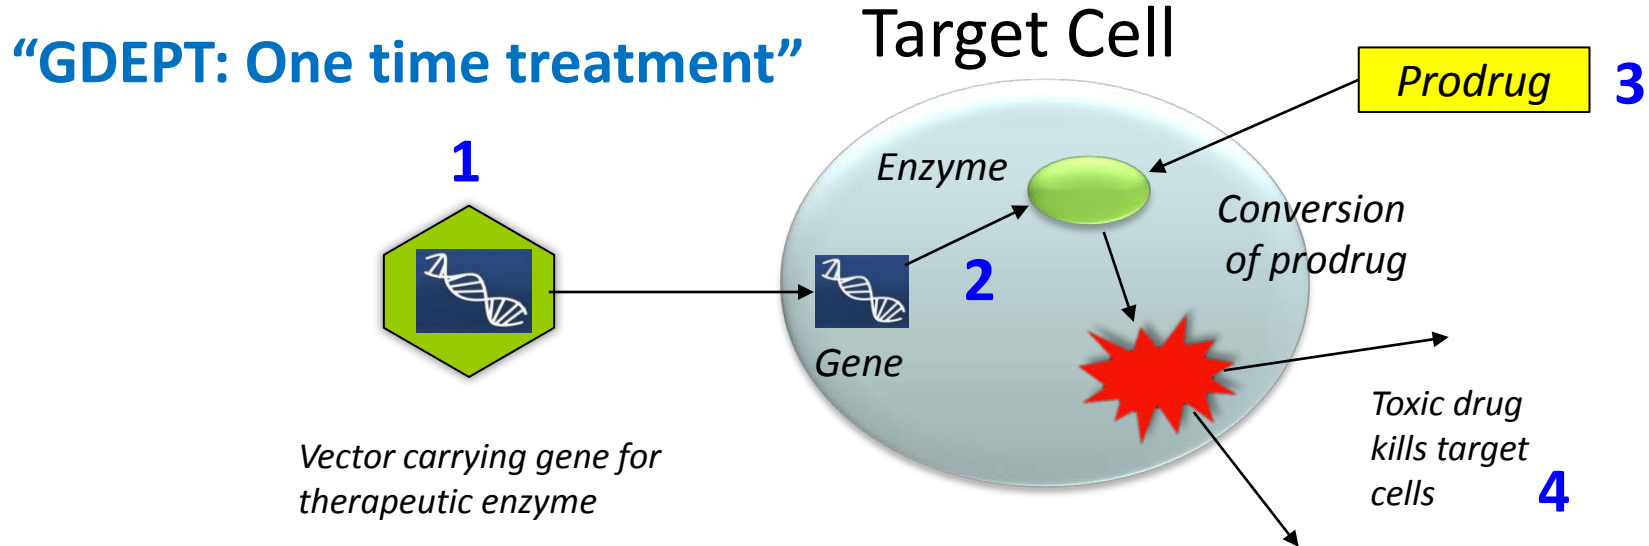 “GDEPT: One time treatment”
Target Cell
Prodrug
3
1
Enzyme
Conversion
of prodrug
2
Gene
Toxic drug
kills target
cells
4
Vector carrying gene for
therapeutic enzyme